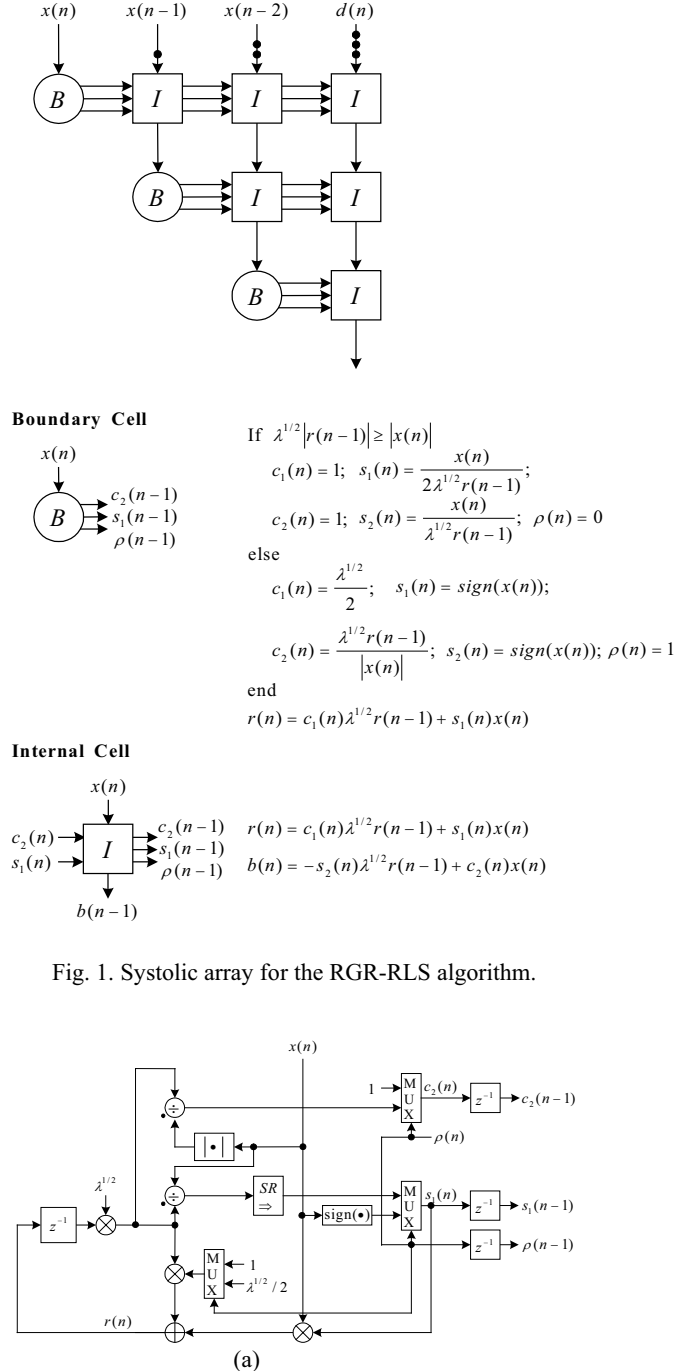 x(n) x(n−1) x(n−2) d(n)
B I I I
B I I
B I
Boundary Cell
x(n)
B
c₂(n−1)
s₁(n−1)
ρ(n−1)
If λ^{1/2}|r(n−1)| ≥ |x(n)|
c₁(n) = 1; s₁(n) = x(n) / 2λ^{1/2}r(n−1);
c₂(n) = 1; s₂(n) = x(n) / λ^{1/2}r(n−1); ρ(n) = 0
else
c₁(n) = λ^{1/2} / 2; s₁(n) = sign(x(n));
c₂(n) = λ^{1/2}r(n−1) / |x(n)|; s₂(n) = sign(x(n)); ρ(n) = 1
end
r(n) = c₁(n)λ^{1/2}r(n−1) + s₁(n)x(n)
Internal Cell
x(n)
c₂(n)
s₁(n)
I
c₂(n−1)
s₁(n−1)
ρ(n−1)
b(n−1)
r(n) = c₁(n)λ^{1/2}r(n−1) + s₁(n)x(n)
b(n) = −s₂(n)λ^{1/2}r(n−1) + c₂(n)x(n)
Fig. 1. Systolic array for the RGR-RLS algorithm.
x(n)
÷
1
MUX
c₂(n)
z⁻¹
c₂(n−1)
|•|
ρ(n)
λ^{1/2}
÷
SR
⇒
MUX
s₁(n)
z⁻¹
s₁(n−1)
z⁻¹
sign(•)
z⁻¹
ρ(n−1)
MUX
1
λ^{1/2}/2
r(n)
(a)